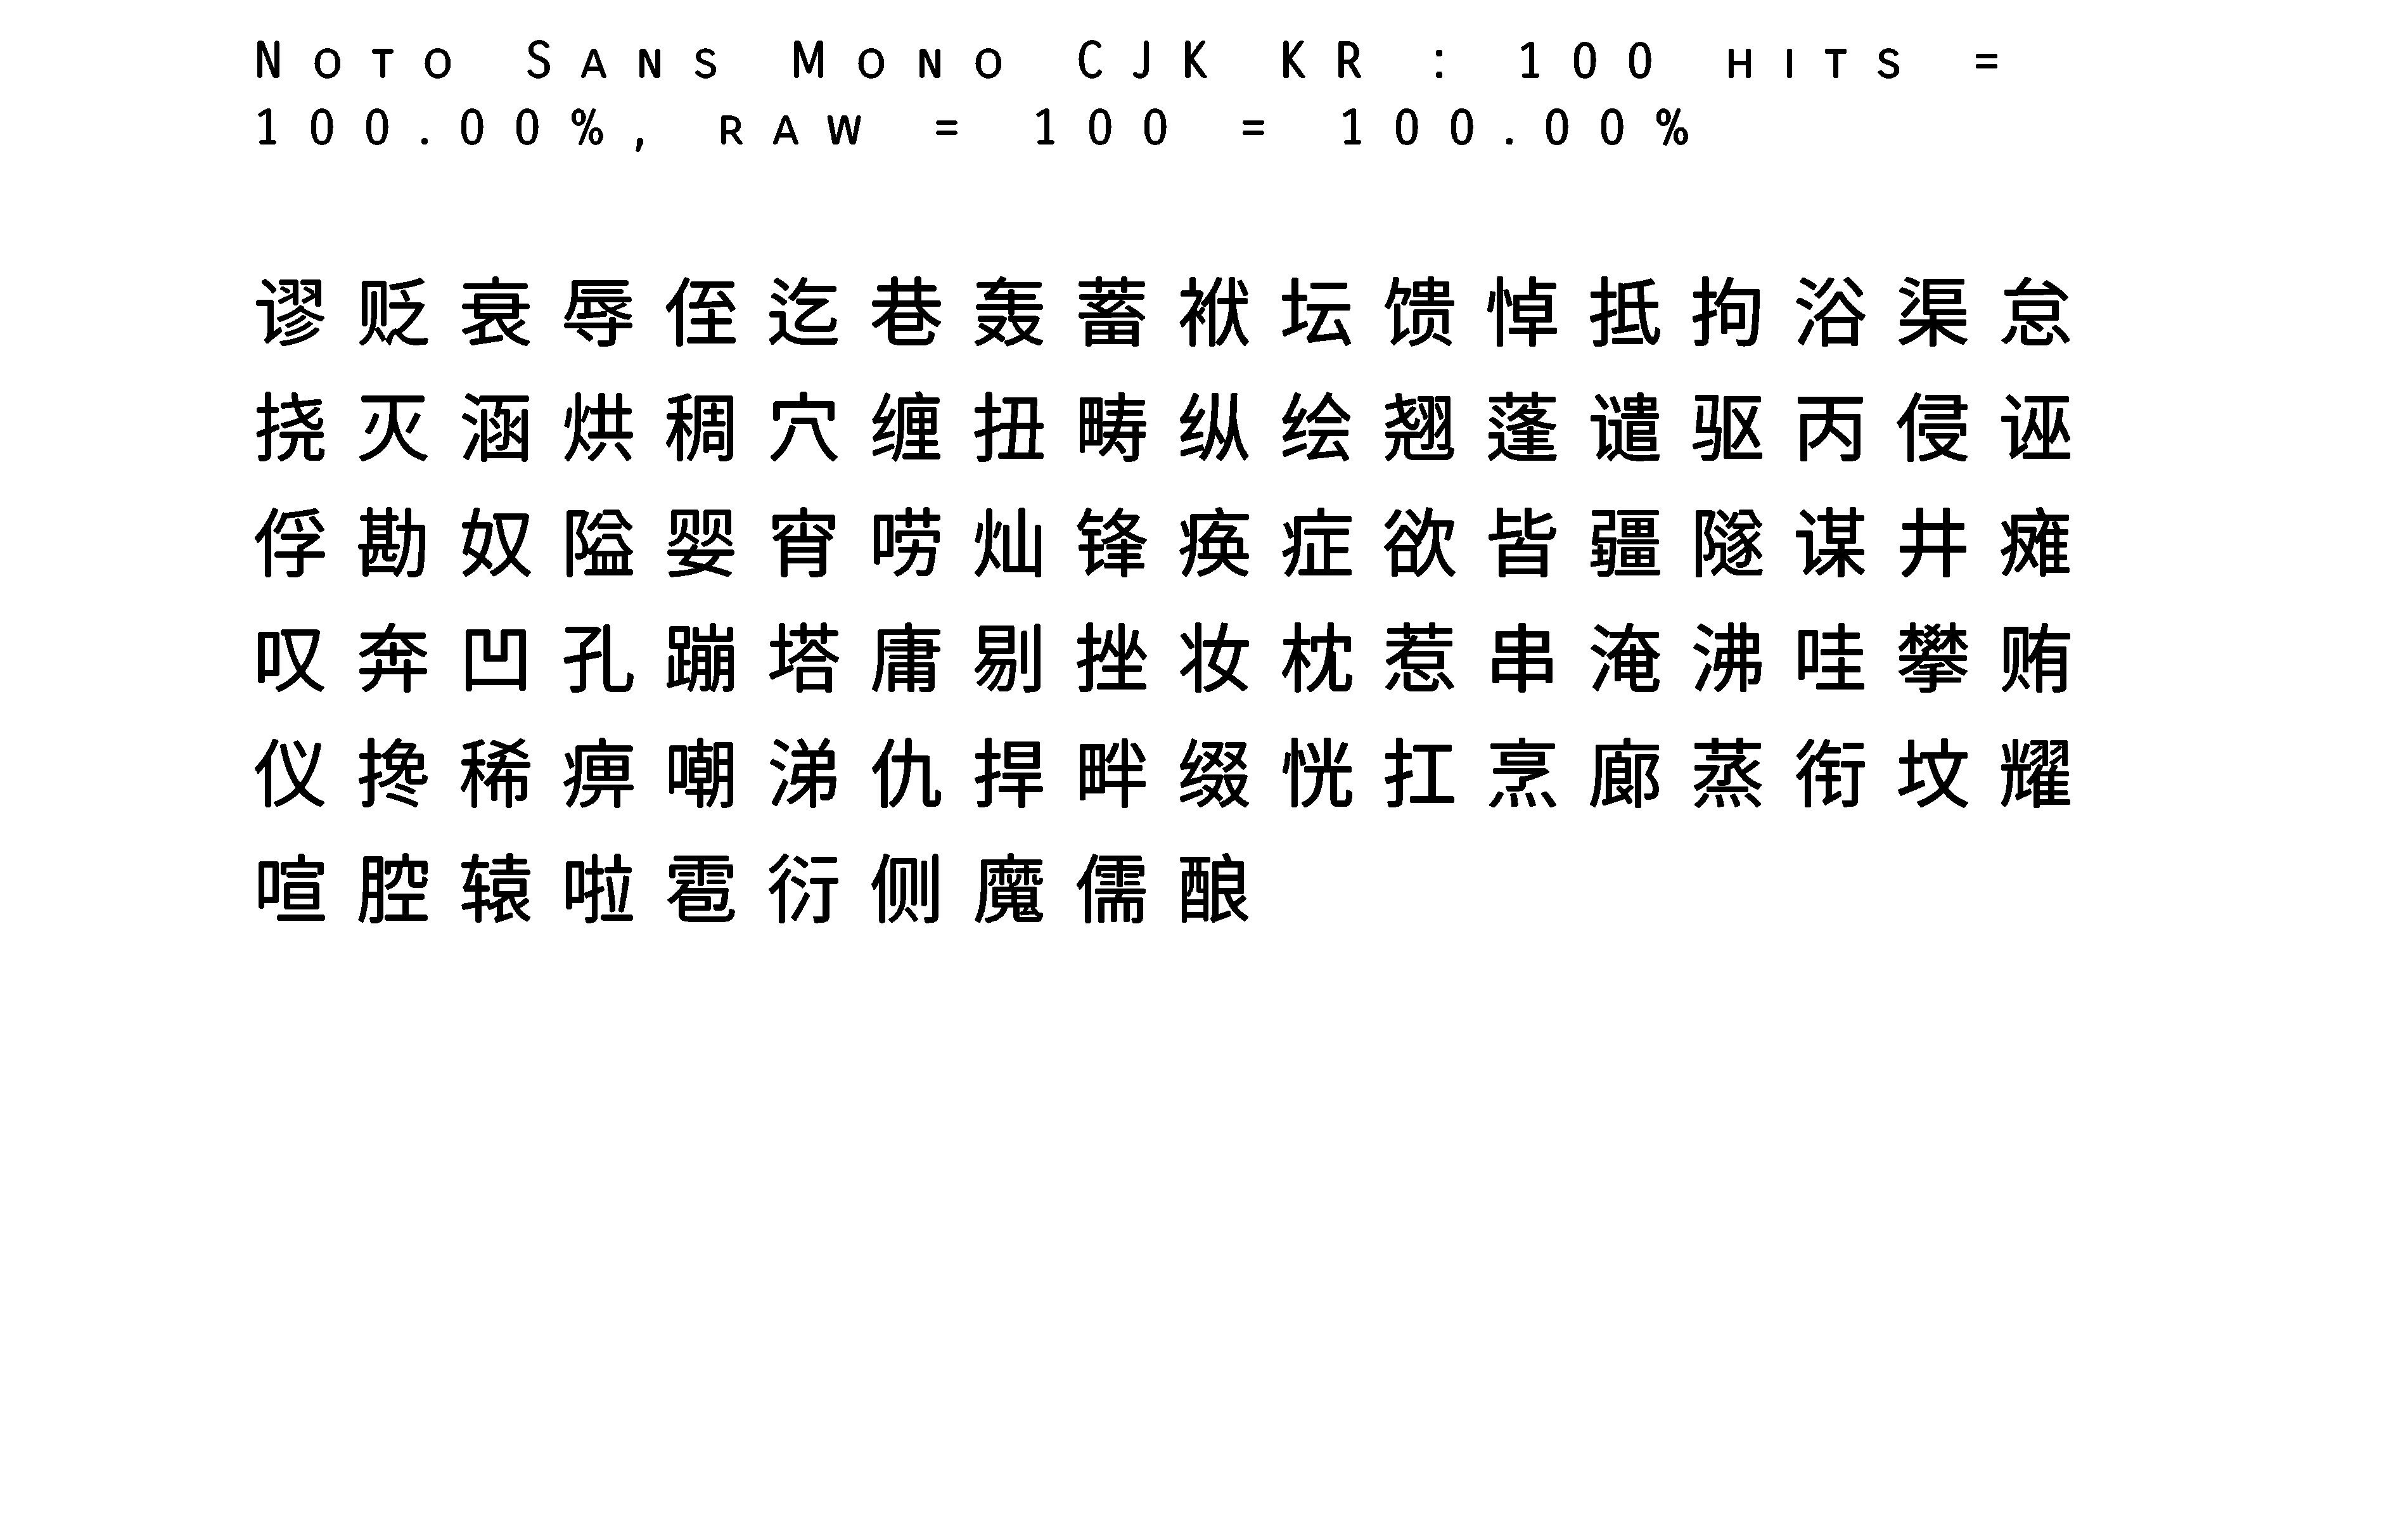 Noto Sans Mono CJK KR : 100 hits =
100.00%, raw = 100 = 100.00%
谬贬衰辱侄迄巷轰蓄袱坛馈悼抵拘浴渠怠
挠灭涵烘稠穴缠扭畴纵绘翘蓬谴驱丙侵诬
俘勘奴隘婴宵唠灿锋痪症欲皆疆隧谋井瘫
叹奔凹孔蹦塔庸剔挫妆枕惹串淹沸哇攀贿
仪搀稀痹嘲涕仇捍畔缀恍扛烹廊蒸衔坟耀
喧腔辕啦雹衍侧魔儒酿